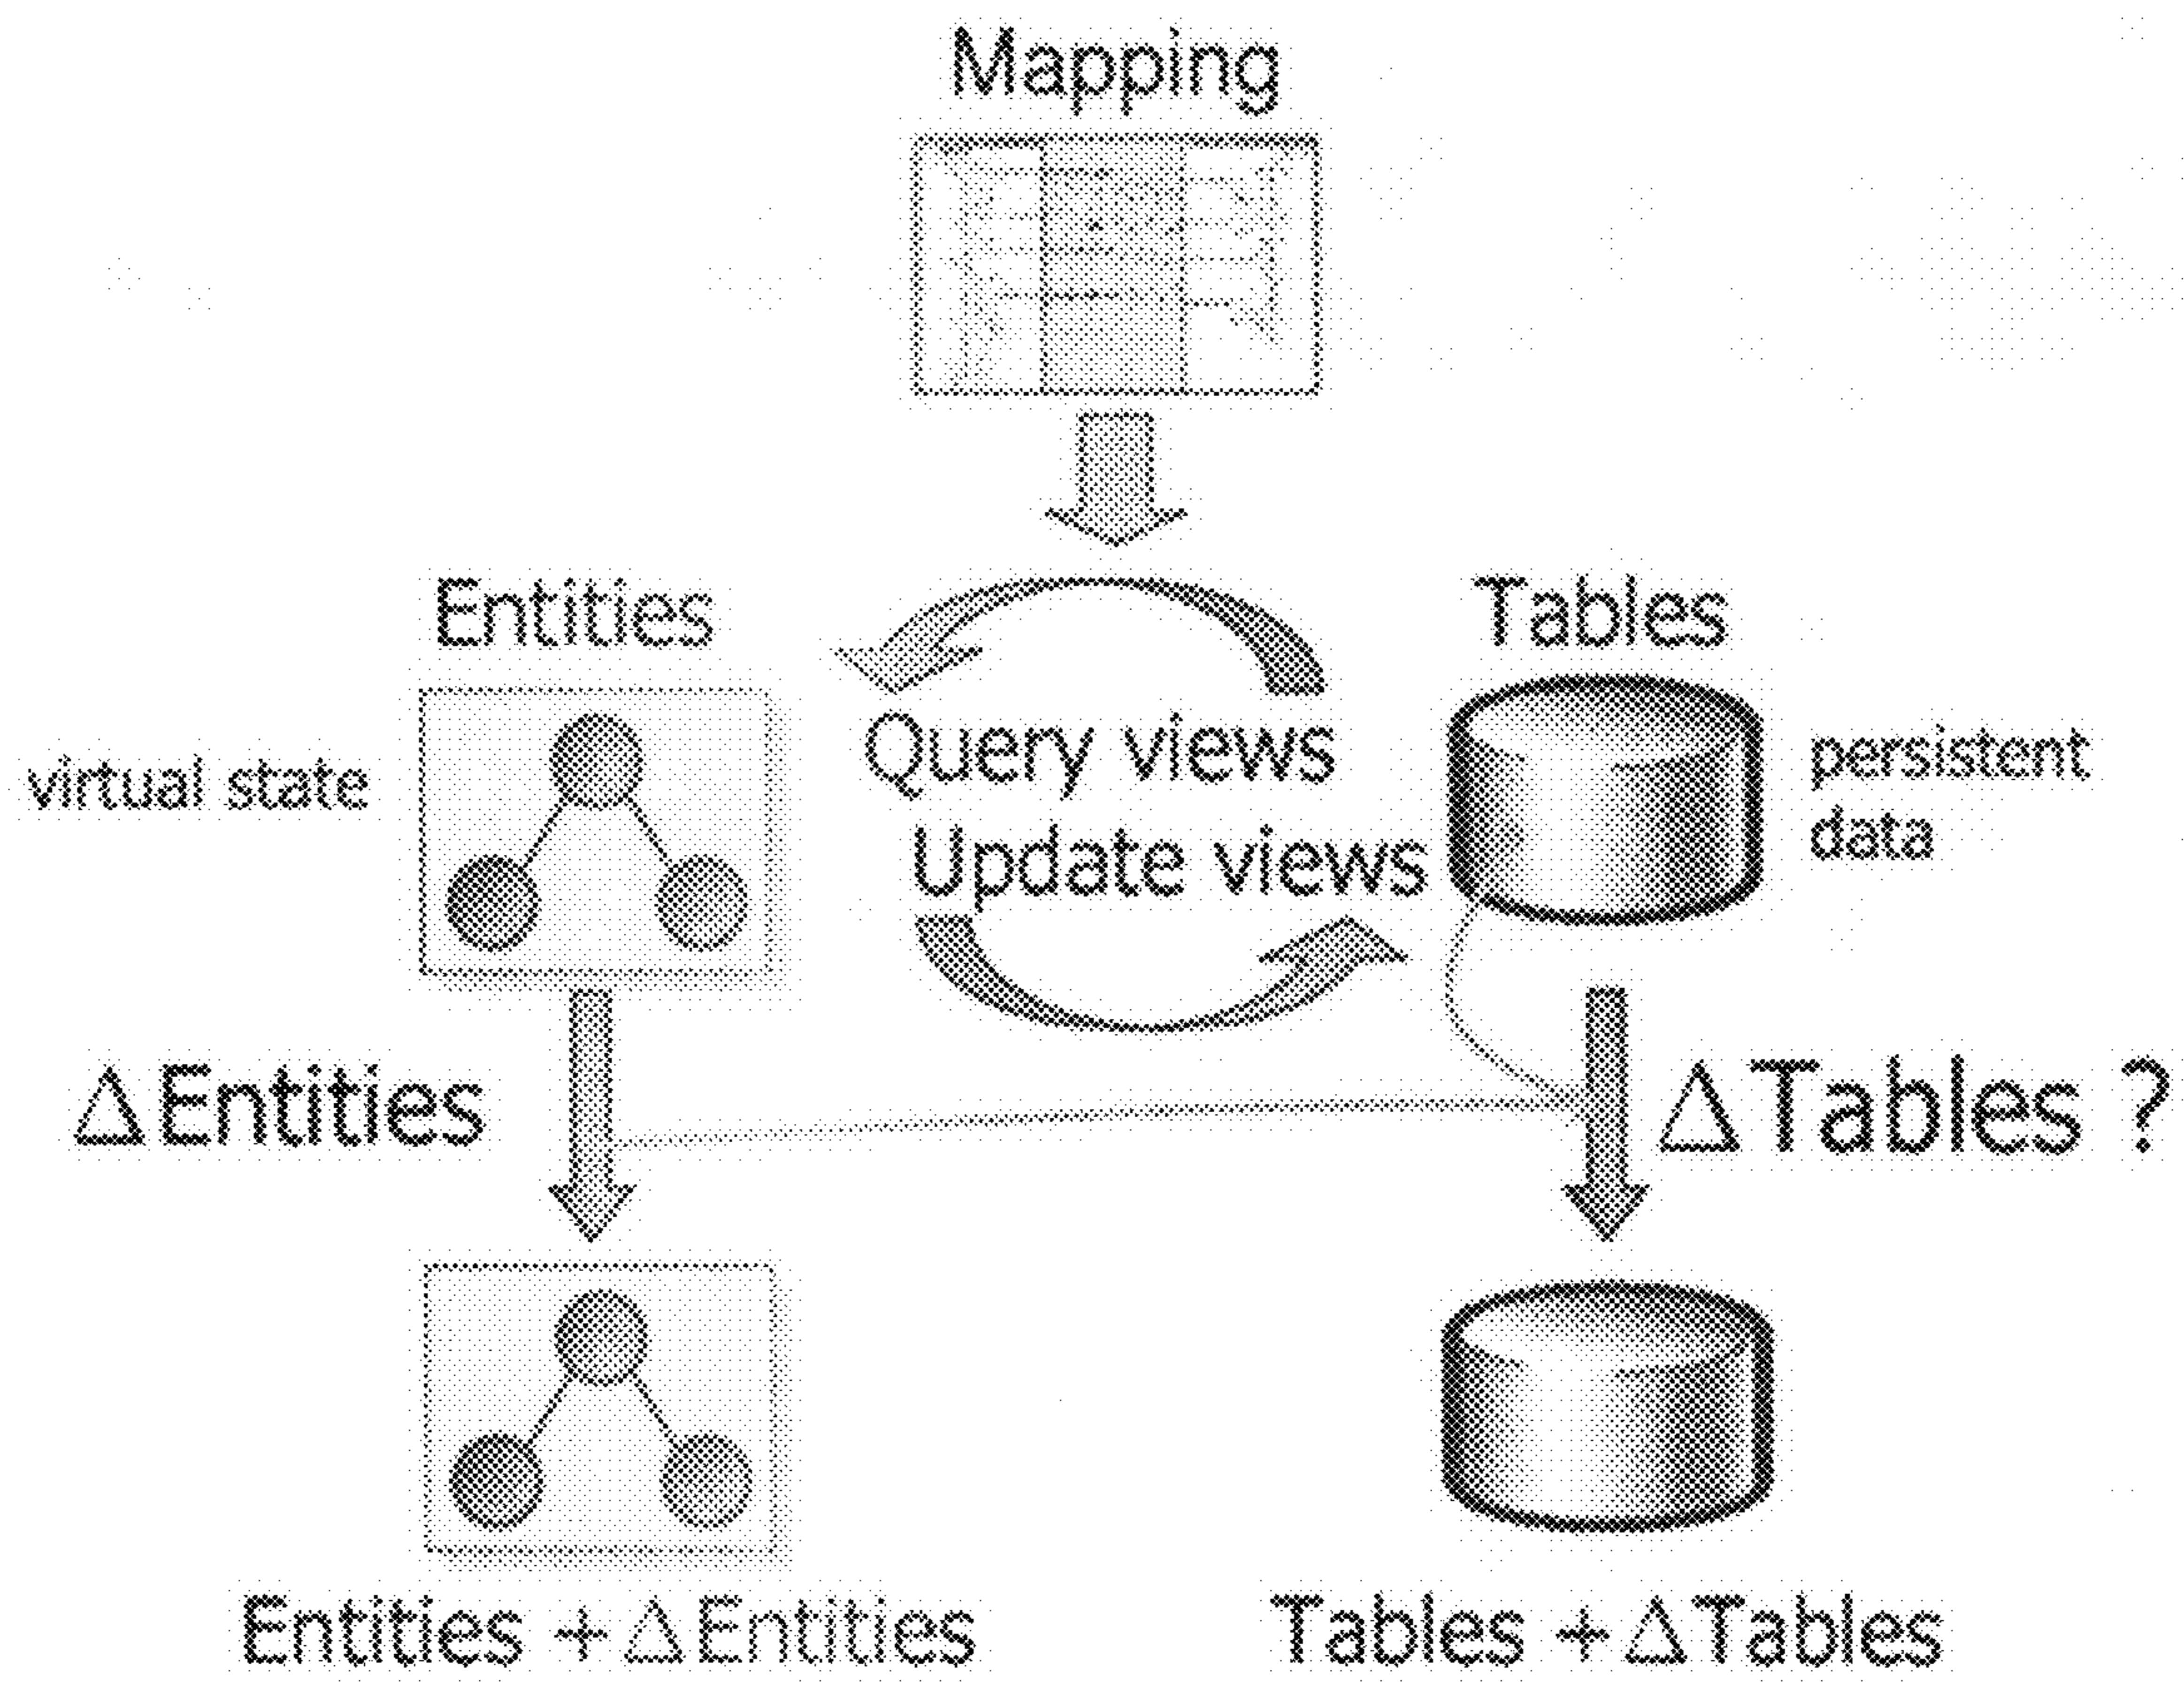 Mapping
Entities
Tables
virtual state
Query views
Update views
persistent
data
ΔEntities
ΔTables ?
Entities + ΔEntities
Tables + ΔTables